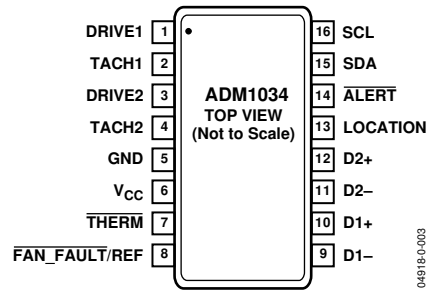 DRIVE1 1
TACH1 2
DRIVE2 3
TACH2 4
GND 5
VCC 6
THERM 7
FAN_FAULT/REF 8
ADM1034
TOP VIEW
(Not to Scale)
16 SCL
15 SDA
14 ALERT
13 LOCATION
12 D2+
11 D2–
10 D1+
9 D1–
04918-0-003